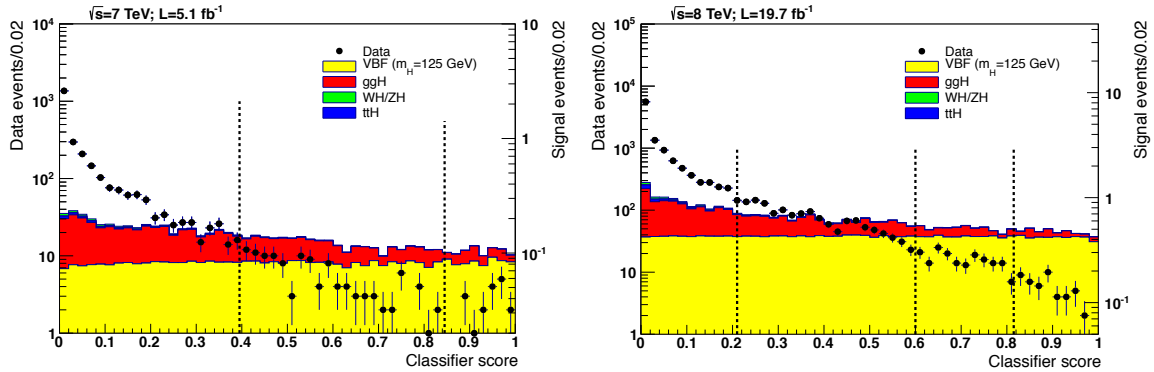 √s=7 TeV; L=5.1 fb⁻¹
Data events/0.02
10⁴
10³
10²
10
1
Data
VBF (m_H=125 GeV)
ggH
WH/ZH
ttH
10
1
10⁻¹
Signal events/0.02
0 0.1 0.2 0.3 0.4 0.5 0.6 0.7 0.8 0.9 1
Classifier score
√s=8 TeV; L=19.7 fb⁻¹
Data events/0.02
10⁶
10⁵
10⁴
10³
10²
10
1
Data
VBF (m_H=125 GeV)
ggH
WH/ZH
ttH
10
1
10⁻¹
Signal events/0.02
0 0.1 0.2 0.3 0.4 0.5 0.6 0.7 0.8 0.9 1
Classifier score